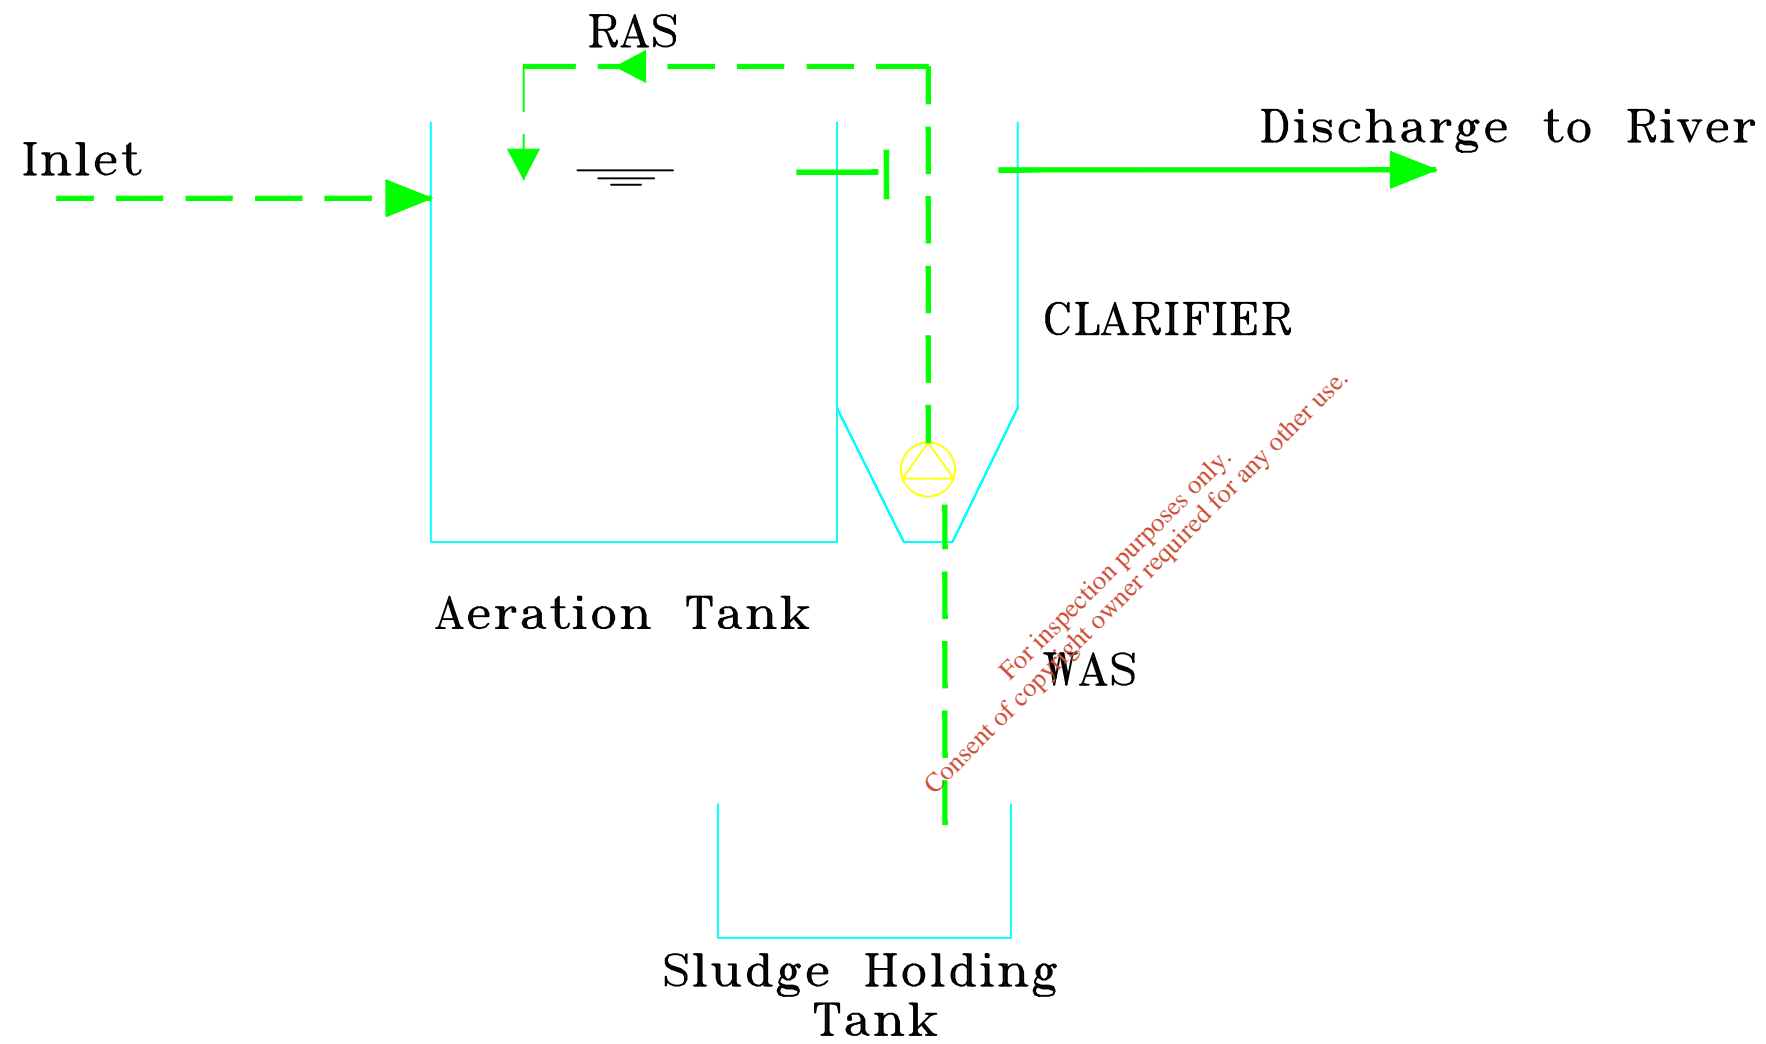 RAS
Inlet
Discharge to River
CLARIFIER
For inspection purposes only.
Consent of copyright owner required for any other use.
Aeration Tank
WAS
Sludge Holding
Tank